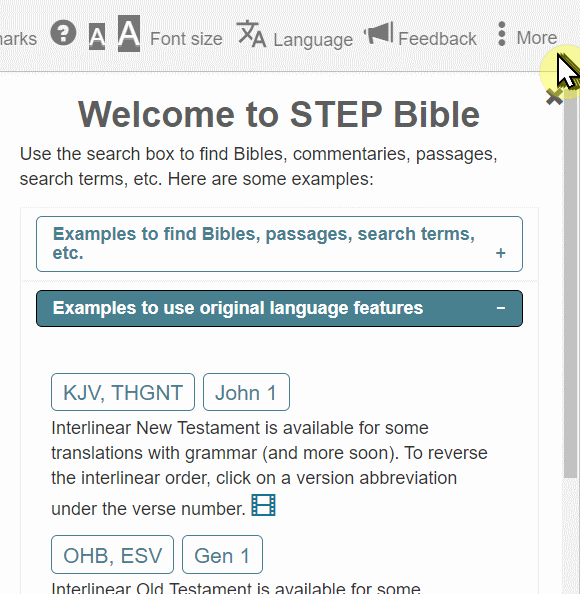 arks ? A A Font size Language Feedback More
Welcome to STEP Bible
Use the search box to find Bibles, commentaries, passages,
search terms, etc. Here are some examples:
Examples to find Bibles, passages, search terms,
etc. +
Examples to use original language features −
KJV, THGNT John 1
Interlinear New Testament is available for some
translations with grammar (and more soon). To reverse
the interlinear order, click on a version abbreviation
under the verse number.
OHB, ESV Gen 1
Interlinear Old Testament is available for some